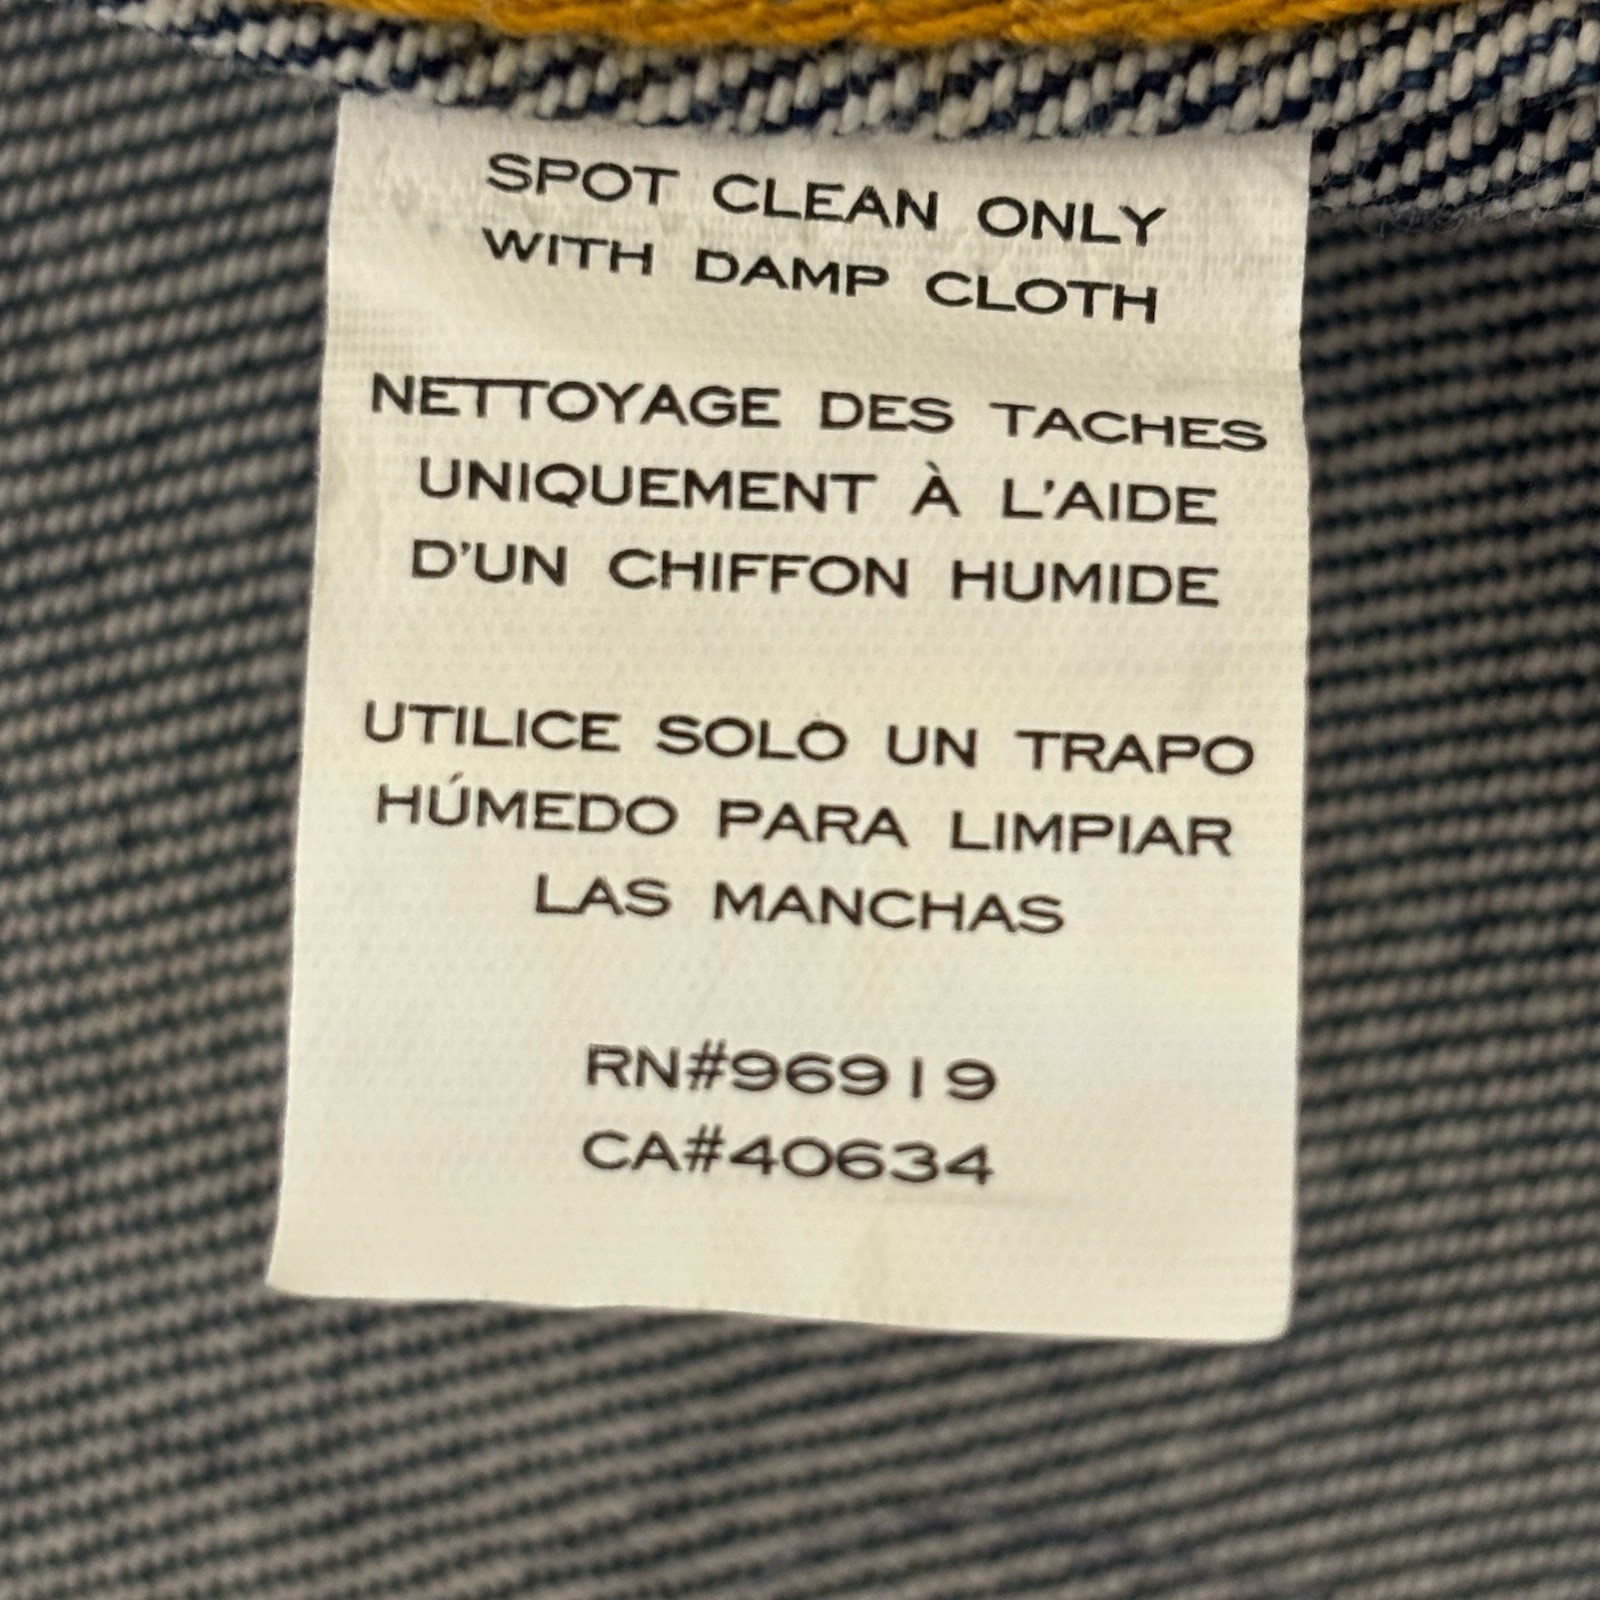 SPOT CLEAN ONLY
WITH DAMP CLOTH
NETTOYAGE DES TACHES
UNIQUEMENT À L'AIDE
D'UN CHIFFON HUMIDE
UTILICE SOLO UN TRAPO
HÚMEDO PARA LIMPIAR
LAS MANCHAS
RN#96919
CA#40634